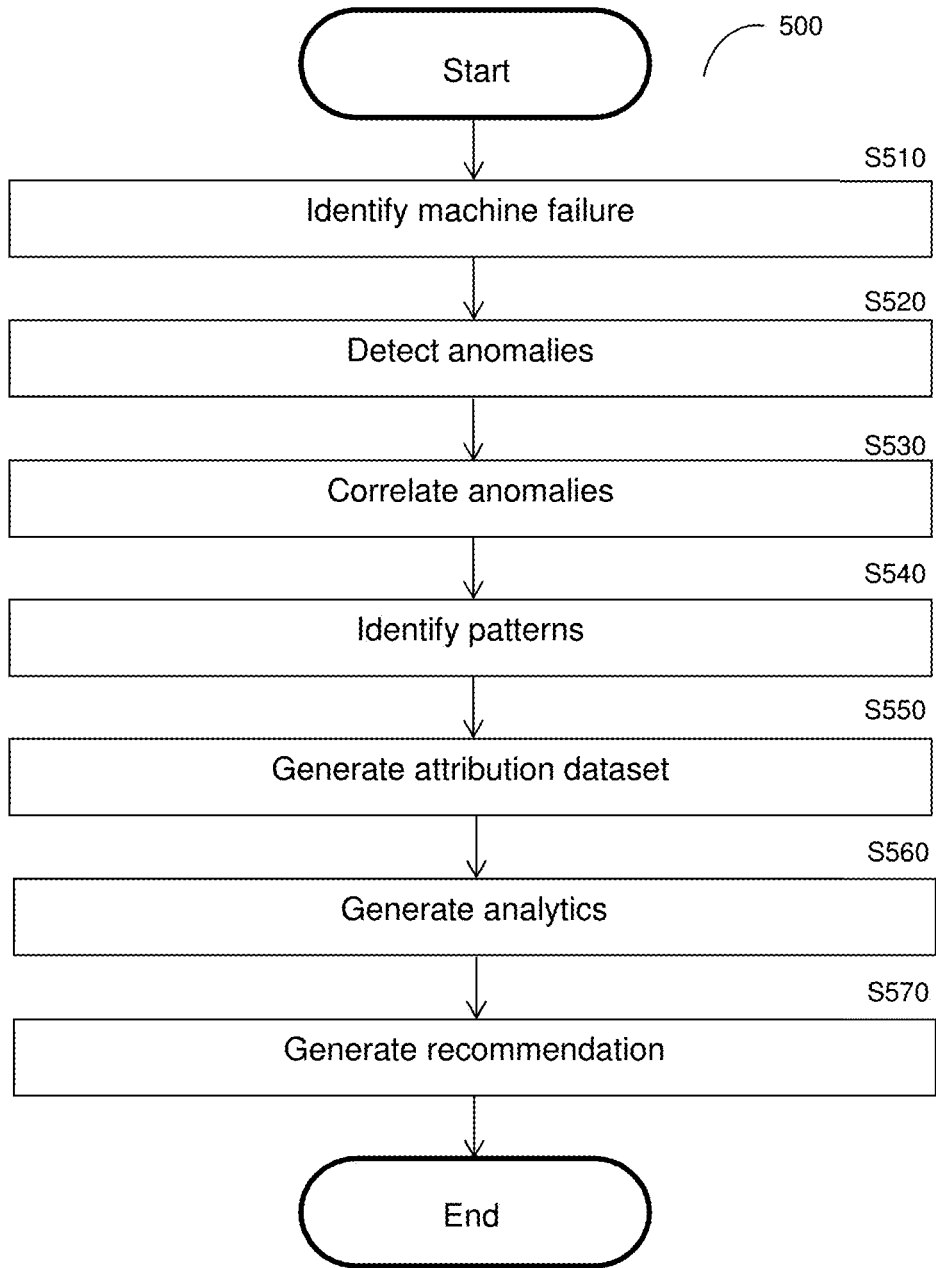 Start
500
S510
Identify machine failure
S520
Detect anomalies
S530
Correlate anomalies
S540
Identify patterns
S550
Generate attribution dataset
S560
Generate analytics
S570
Generate recommendation
End